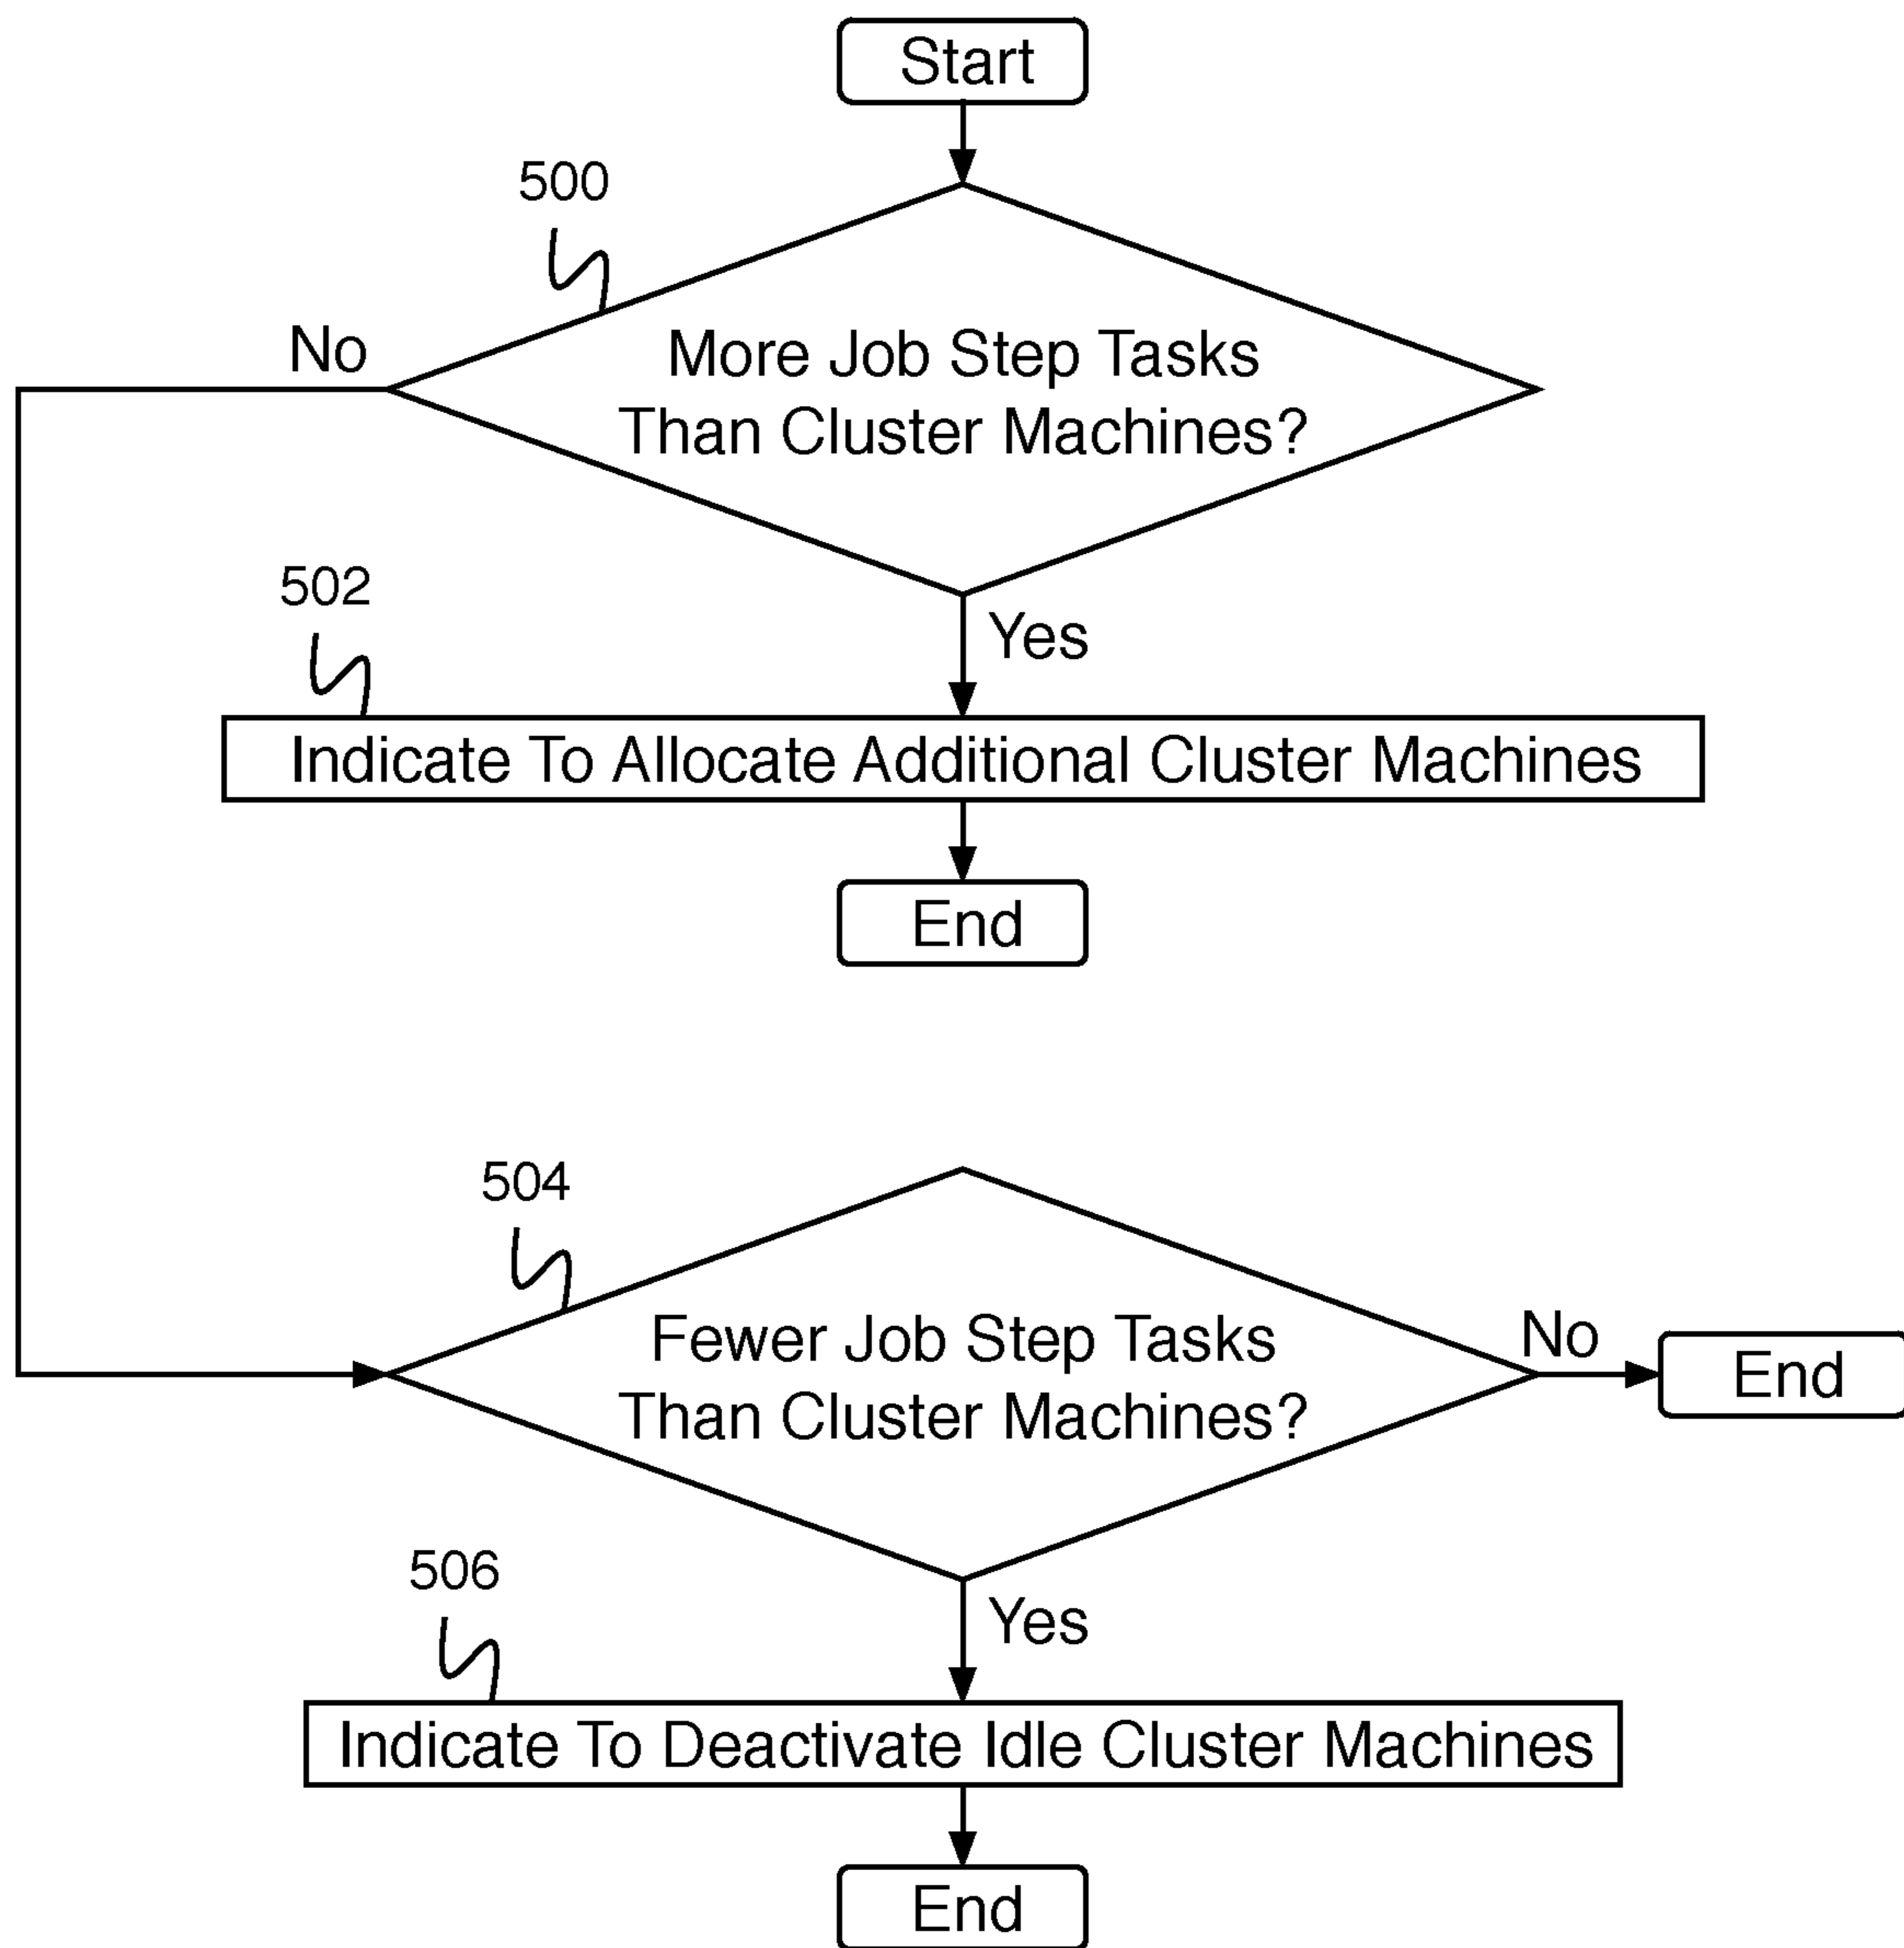 Start
500
No
More Job Step Tasks
Than Cluster Machines?
502
Yes
Indicate To Allocate Additional Cluster Machines
End
504
Fewer Job Step Tasks
Than Cluster Machines?
No
End
506
Yes
Indicate To Deactivate Idle Cluster Machines
End